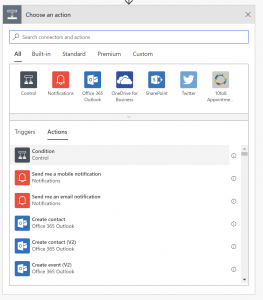 Choose an action
Search connectors and actions
All Built-in Standard Premium Custom
Control Notifications Office 365 Outlook OneDrive for Business SharePoint Twitter 10to8 Appointme...
Triggers Actions
Condition
Control
Send me a mobile notification
Notifications
Send me an email notification
Notifications
Create contact
Office 365 Outlook
Create contact (V2)
Office 365 Outlook
Create event (V2)
Office 365 Outlook